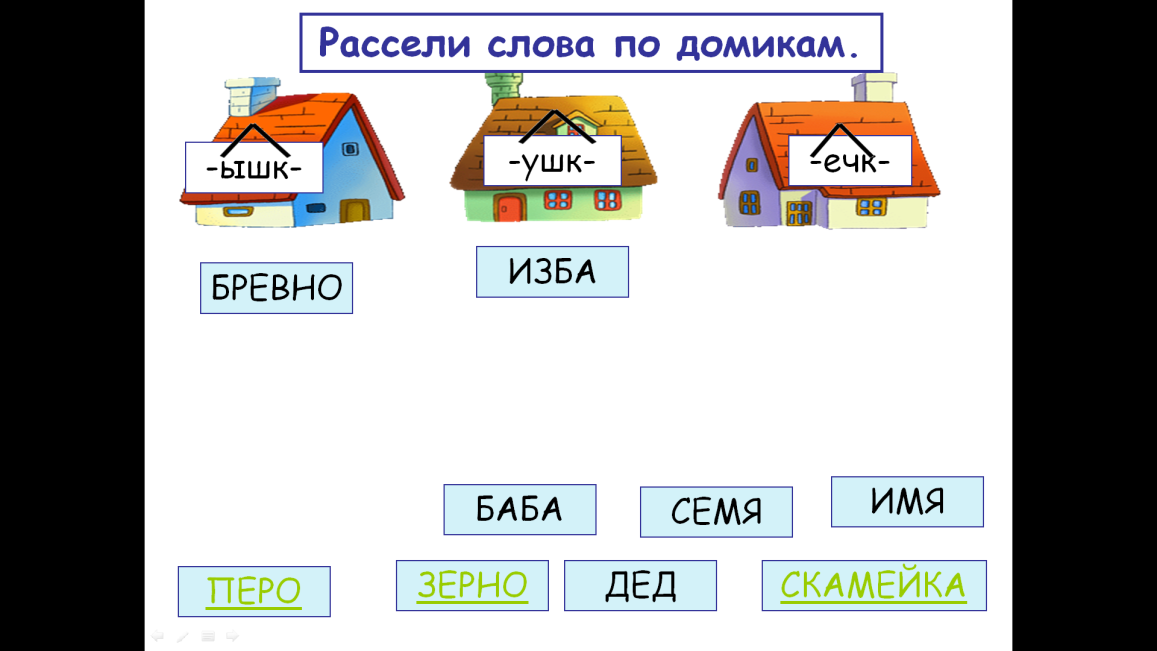 Рассели слова по домикам.
-ышк-
-ушк-
-ечк-
БРЕВНО
ИЗБА
БАБА
СЕМЯ
ИМЯ
ПЕРО
ЗЕРНО
ДЕД
СКАМЕЙКА